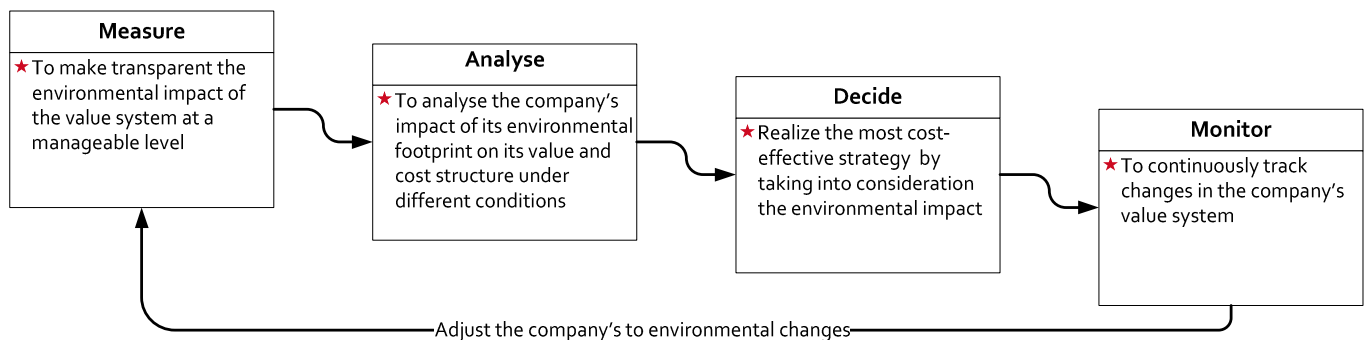 Measure
★ To make transparent the
environmental impact of
the value system at a
manageable level
Analyse
★ To analyse the company's
impact of its environmental
footprint on its value and
cost structure under
different conditions
Decide
★ Realize the most cost-
effective strategy by
taking into consideration
the environmental impact
Monitor
★ To continuously track
changes in the company's
value system
Adjust the company's to environmental changes